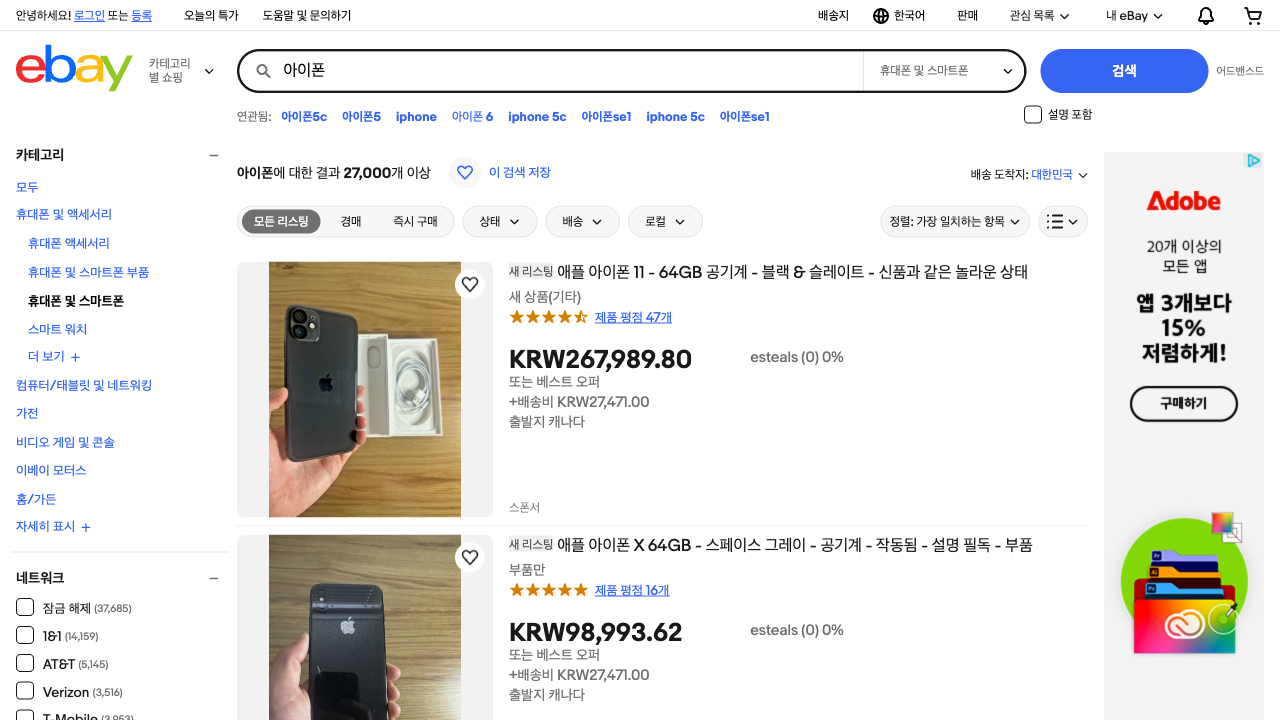 안녕하세요! 로그인 또는 등록
오늘의 특가
도움말 및 문의하기
배송지
한국어
판매
관심 목록
내 eBay
ebay
카테고리
별 쇼핑
아이폰
휴대폰 및 스마트폰
검색
어드밴스드
연관됨: 아이폰5c 아이폰5 iphone 아이폰 6 iphone 5c 아이폰se1 iphone 5c 아이폰se1
설명 포함
카테고리
모두
휴대폰 및 액세서리
휴대폰 액세서리
휴대폰 및 스마트폰 부품
휴대폰 및 스마트폰
스마트 워치
더 보기
컴퓨터/태블릿 및 네트워킹
가전
비디오 게임 및 콘솔
이베이 모터스
홈/가든
자세히 표시
네트워크
잠금 해제 (37,685)
1&1 (14,159)
AT&T (5,145)
Verizon (3,516)
T-Mobile (3,953)
아이폰에 대한 결과 27,000개 이상
이 검색 저장
배송 도착지: 대한민국
모든 리스팅
경매
즉시 구매
상태
배송
로컬
정렬: 가장 일치하는 항목
새 리스팅 애플 아이폰 11 - 64GB 공기계 - 블랙 & 슬레이트 - 신품과 같은 놀라운 상태
새 상품(기타)
제품 평점 47개
KRW267,989.80
esteals (0) 0%
또는 베스트 오퍼
+배송비 KRW27,471.00
출발지 캐나다
스폰서
새 리스팅 애플 아이폰 X 64GB - 스페이스 그레이 - 공기계 - 작동됨 - 설명 필독 - 부품
부품만
제품 평점 16개
KRW98,993.62
esteals (0) 0%
또는 베스트 오퍼
+배송비 KRW27,471.00
출발지 캐나다
Adobe
20개 이상의
모든 앱
앱 3개보다
15%
저렴하게!
구매하기
Pr
Ai
Ps